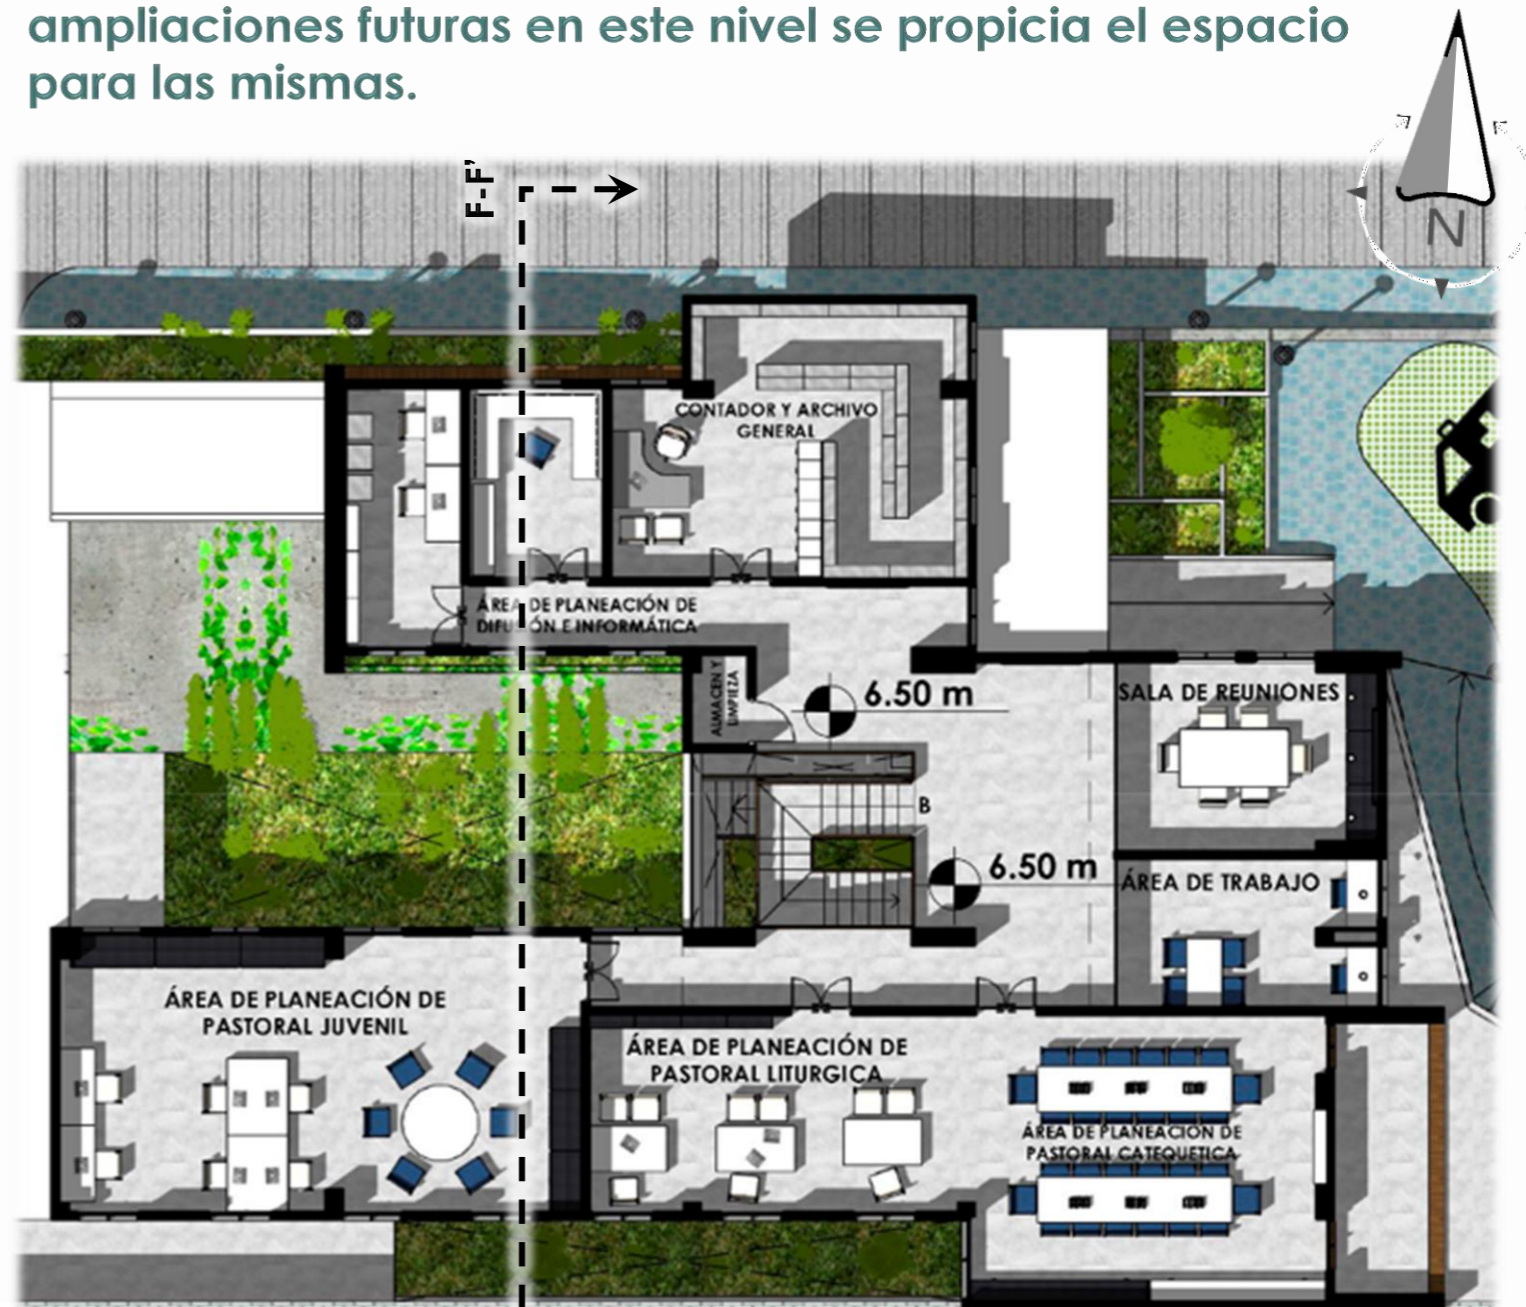 ampliaciones futuras en este nivel se propicia el espacio
para las mismas.
F-F'
N
CONTADOR Y ARCHIVO
GENERAL
ÁREA DE PLANEACIÓN DE
DIFUSIÓN E INFORMÁTICA
ALMACEN Y
LIMPIEZA
6.50 m
SALA DE REUNIONES
B
6.50 m
ÁREA DE TRABAJO
ÁREA DE PLANEACIÓN DE
PASTORAL JUVENIL
ÁREA DE PLANEACIÓN DE
PASTORAL LITURGICA
ÁREA DE PLANEACIÓN DE
PASTORAL CATEQUETICA